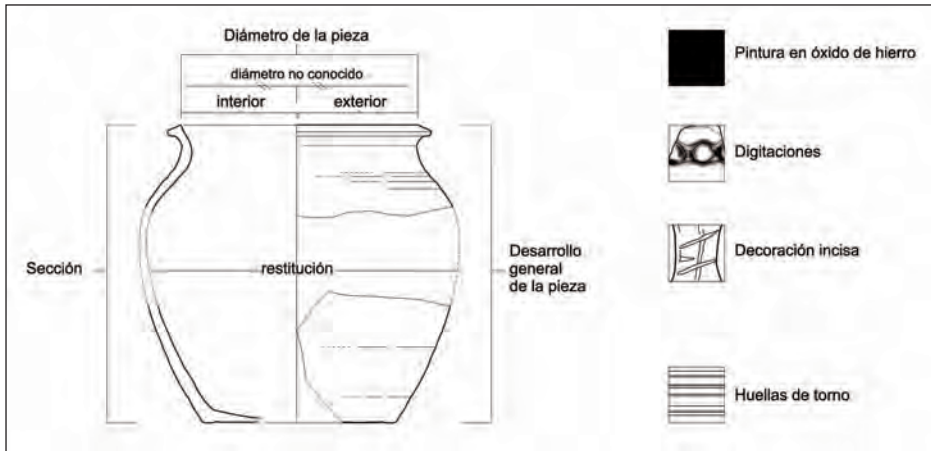 Diámetro de la pieza
diámetro no conocido
interior
exterior
Sección
restitución
Desarrollo
general
de la pieza
Pintura en óxido de hierro
Digitaciones
Decoración incisa
Huellas de torno